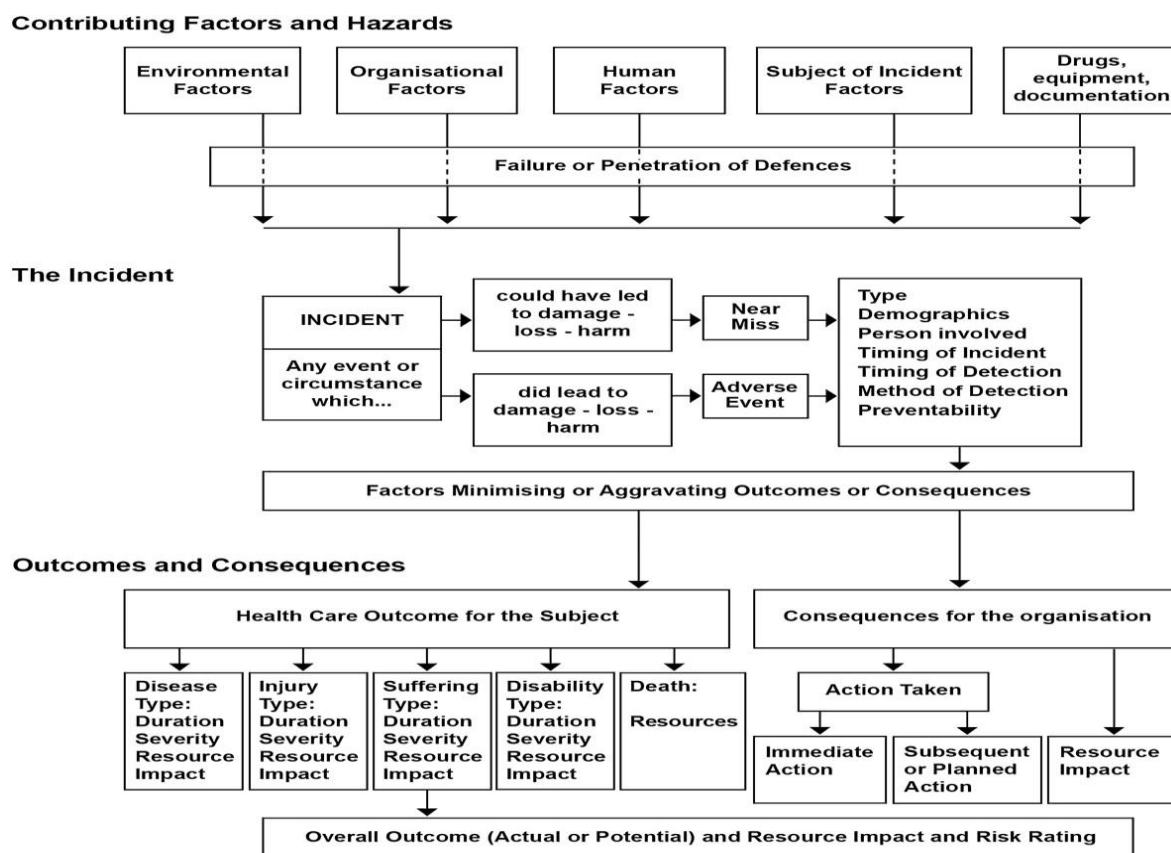 Contributing Factors and Hazards
Environmental
Factors
Organisational
Factors
Human
Factors
Subject of Incident
Factors
Drugs,
equipment,
documentation
Failure or Penetration of Defences
The Incident
INCIDENT
Any event or
circumstance
which...
could have led
to damage -
loss - harm
Near
Miss
did lead to
damage - loss -
harm
Adverse
Event
Type
Demographics
Person involved
Timing of Incident
Timing of Detection
Method of Detection
Preventability
Factors Minimising or Aggravating Outcomes or Consequences
Outcomes and Consequences
Health Care Outcome for the Subject
Disease
Type:
Duration
Severity
Resource
Impact
Injury
Type:
Duration
Severity
Resource
Impact
Suffering
Type:
Duration
Severity
Resource
Impact
Disability
Type:
Duration
Severity
Resource
Impact
Death:
Resources
Consequences for the organisation
Action Taken
Immediate
Action
Subsequent
or Planned
Action
Resource
Impact
Overall Outcome (Actual or Potential) and Resource Impact and Risk Rating